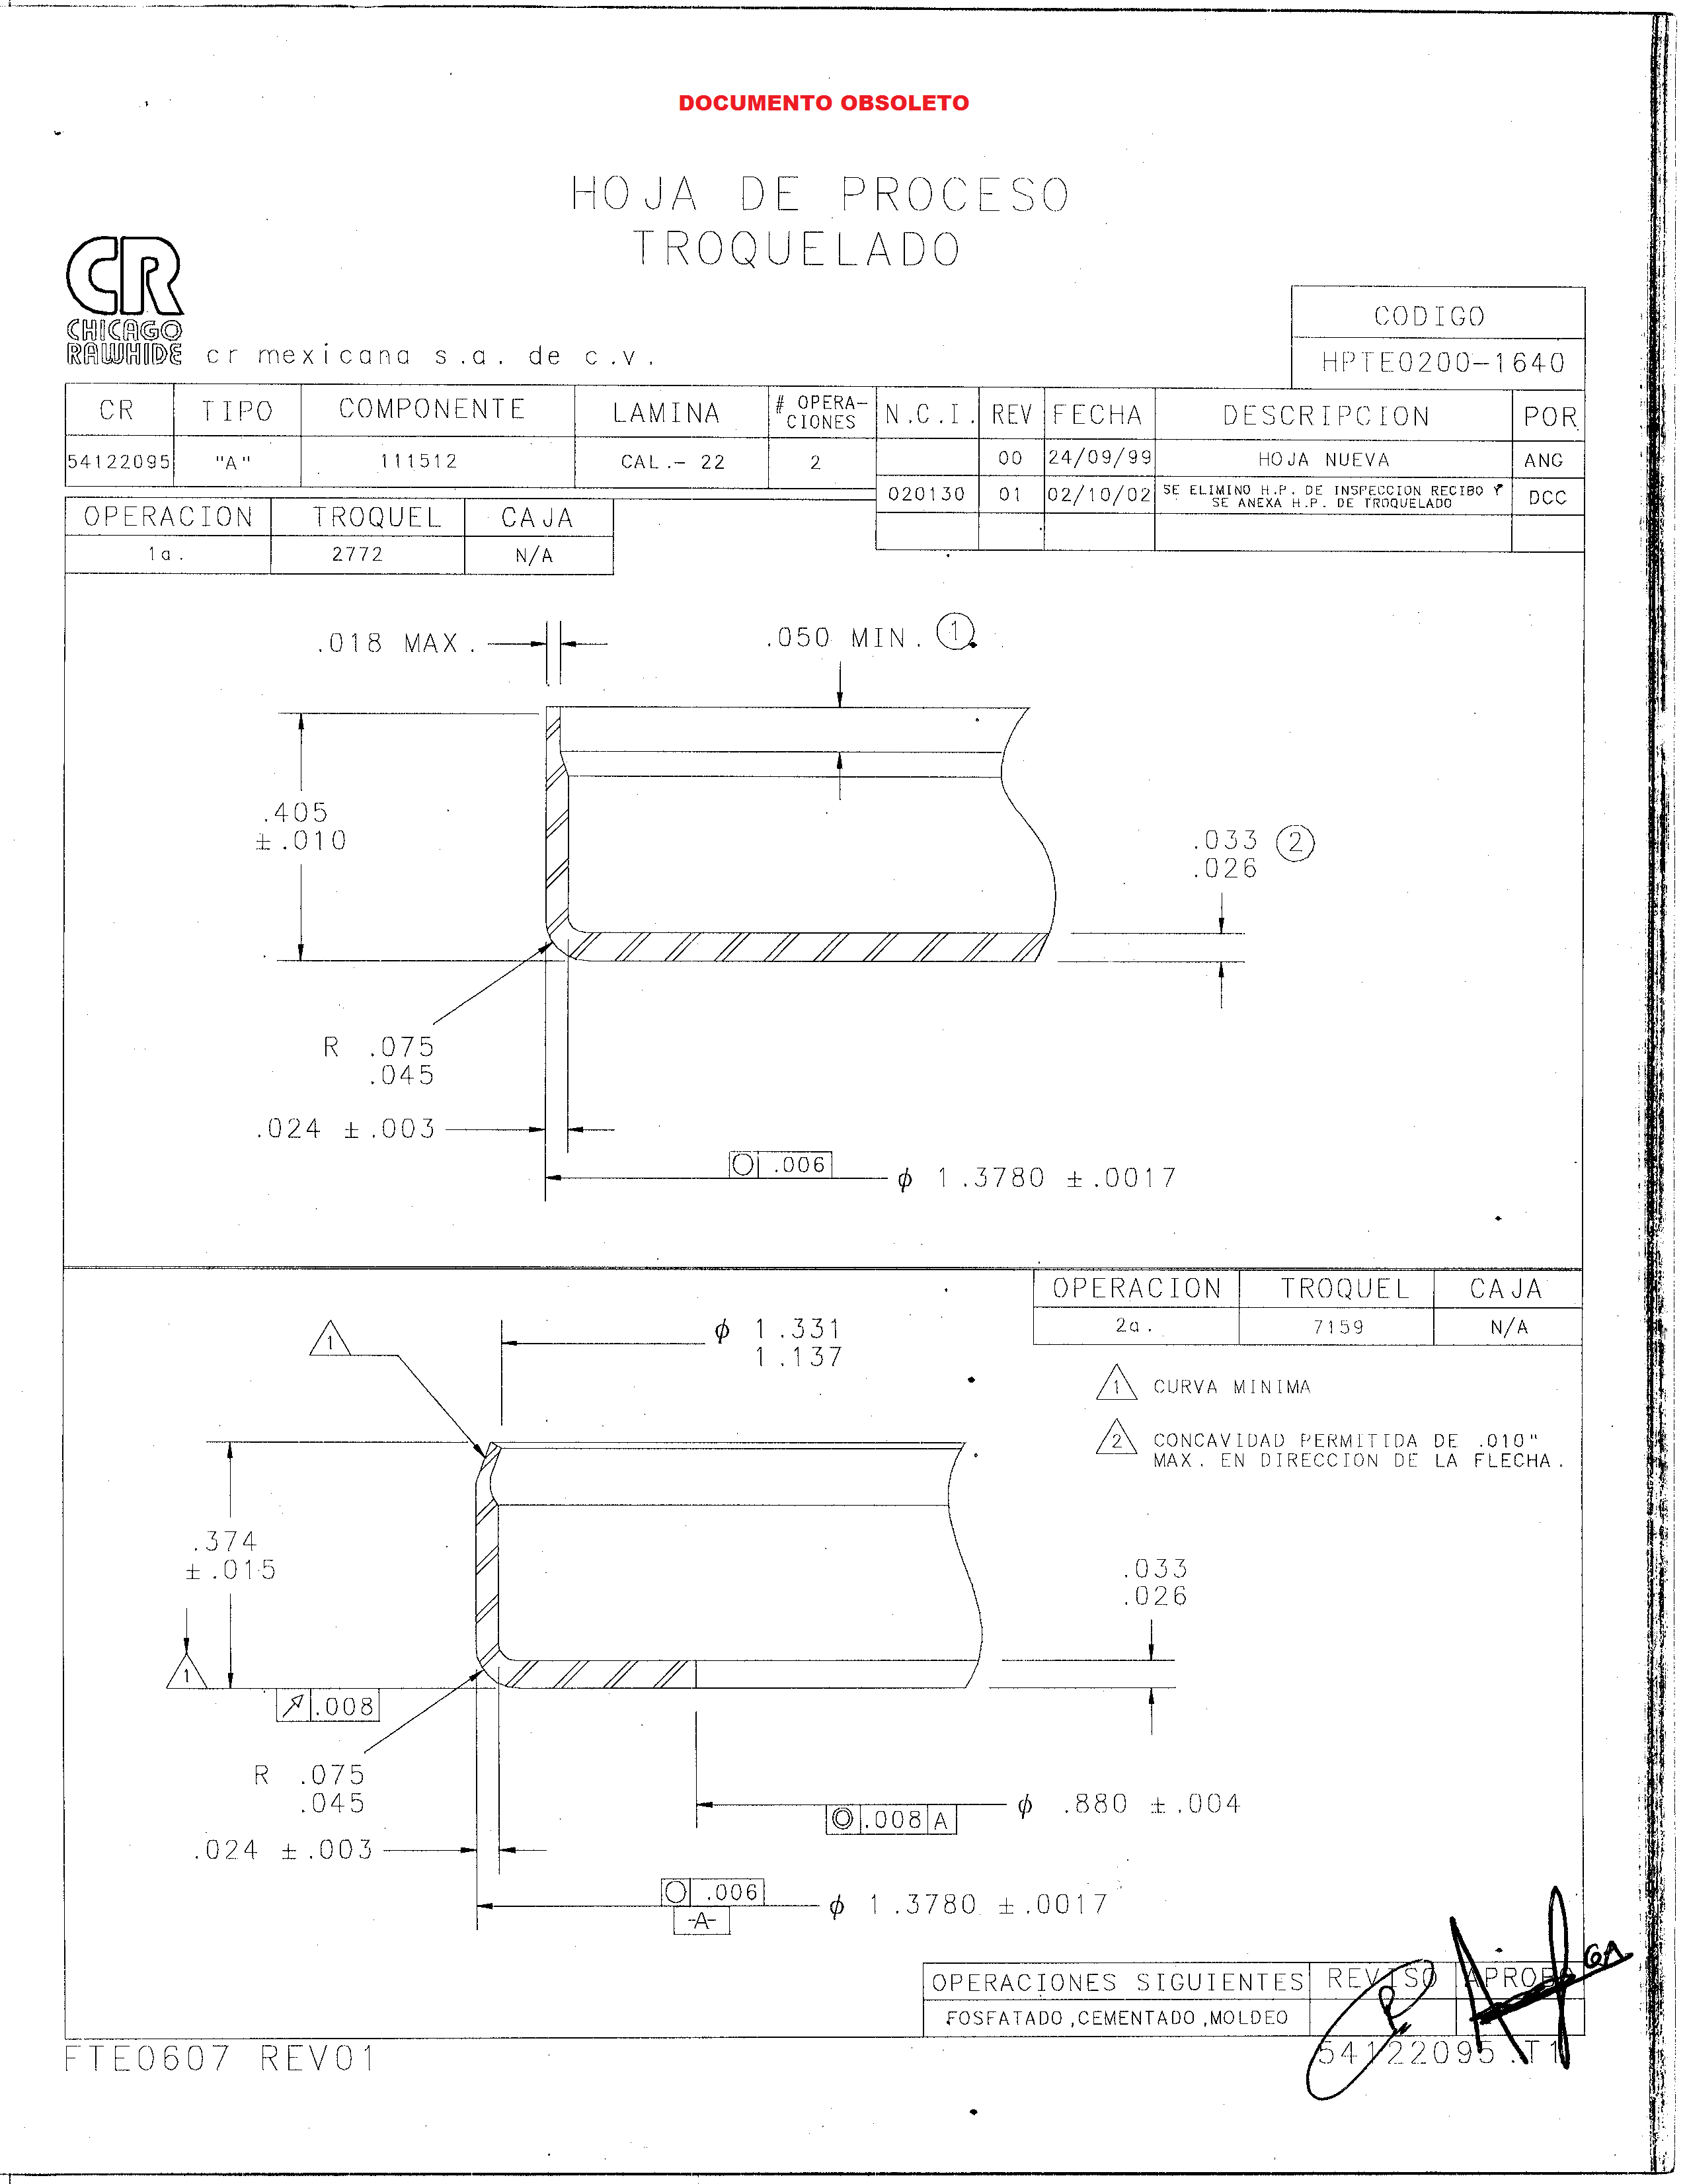 DOCUMENTO OBSOLETO
HOJA DE PROCESO
TROQUELADO
CR
CHICAGO
RAWHIDE
cr mexicana s.a. de c.v.
CODIGO
HPTE0200-1640
CR TIPO COMPONENTE LAMINA # OPERA-CIONES
54122095 "A" 111512 CAL.- 22 2
N.C.I. REV FECHA DESCRIPCION POR
00 24/09/99 HOJA NUEVA ANG
020130 01 02/10/02 SE ELIMINO H.P. DE INSPECCION RECIBO Y
SE ANEXA H.P. DE TROQUELADO DCC
OPERACION TROQUEL CAJA
1a. 2772 N/A
.018 MAX.
.050 MIN. 1
.405
±.010
.033 2
.026
R .075
.045
.024 ±.003
.006
ϕ 1.3780 ±.0017
OPERACION TROQUEL CAJA
2a. 7159 N/A
1
ϕ 1.331
1.137
1 CURVA MINIMA
2 CONCAVIDAD PERMITIDA DE .010"
MAX. EN DIRECCION DE LA FLECHA.
.374
±.015
.033
.026
1
.008
R .075
.045
ϕ .880 ±.004
.008 A
.024 ±.003
.006
-A-
ϕ 1.3780 ±.0017
OPERACIONES SIGUIENTES REVISO APROBO
FOSFATADO,CEMENTADO,MOLDEO
GA
FTE0607 REV01
54122095.T1